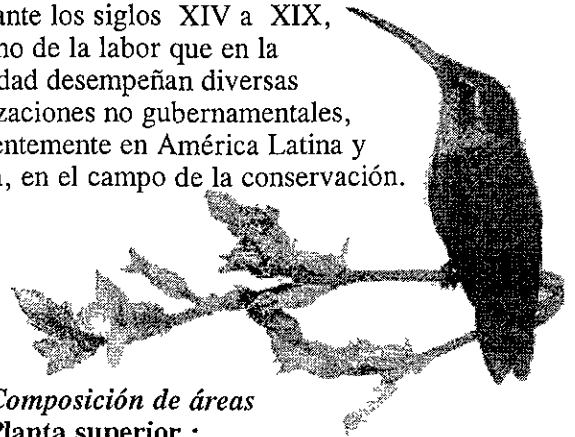 ante los siglos XIV a XIX,
no de la labor que en la
dad desempeñan diversas
zaciones no gubernamentales,
entemente en América Latina y
, en el campo de la conservación.
Composición de áreas
Planta superior :